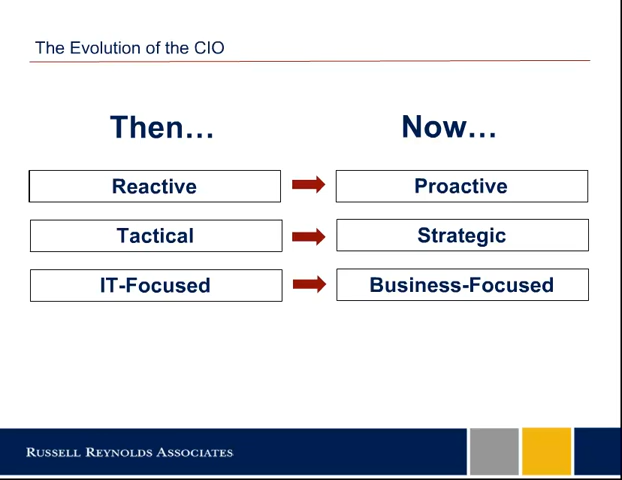 The Evolution of the CIO
Then… Now…
Reactive Proactive
Tactical Strategic
IT-Focused Business-Focused
RUSSELL REYNOLDS ASSOCIATES